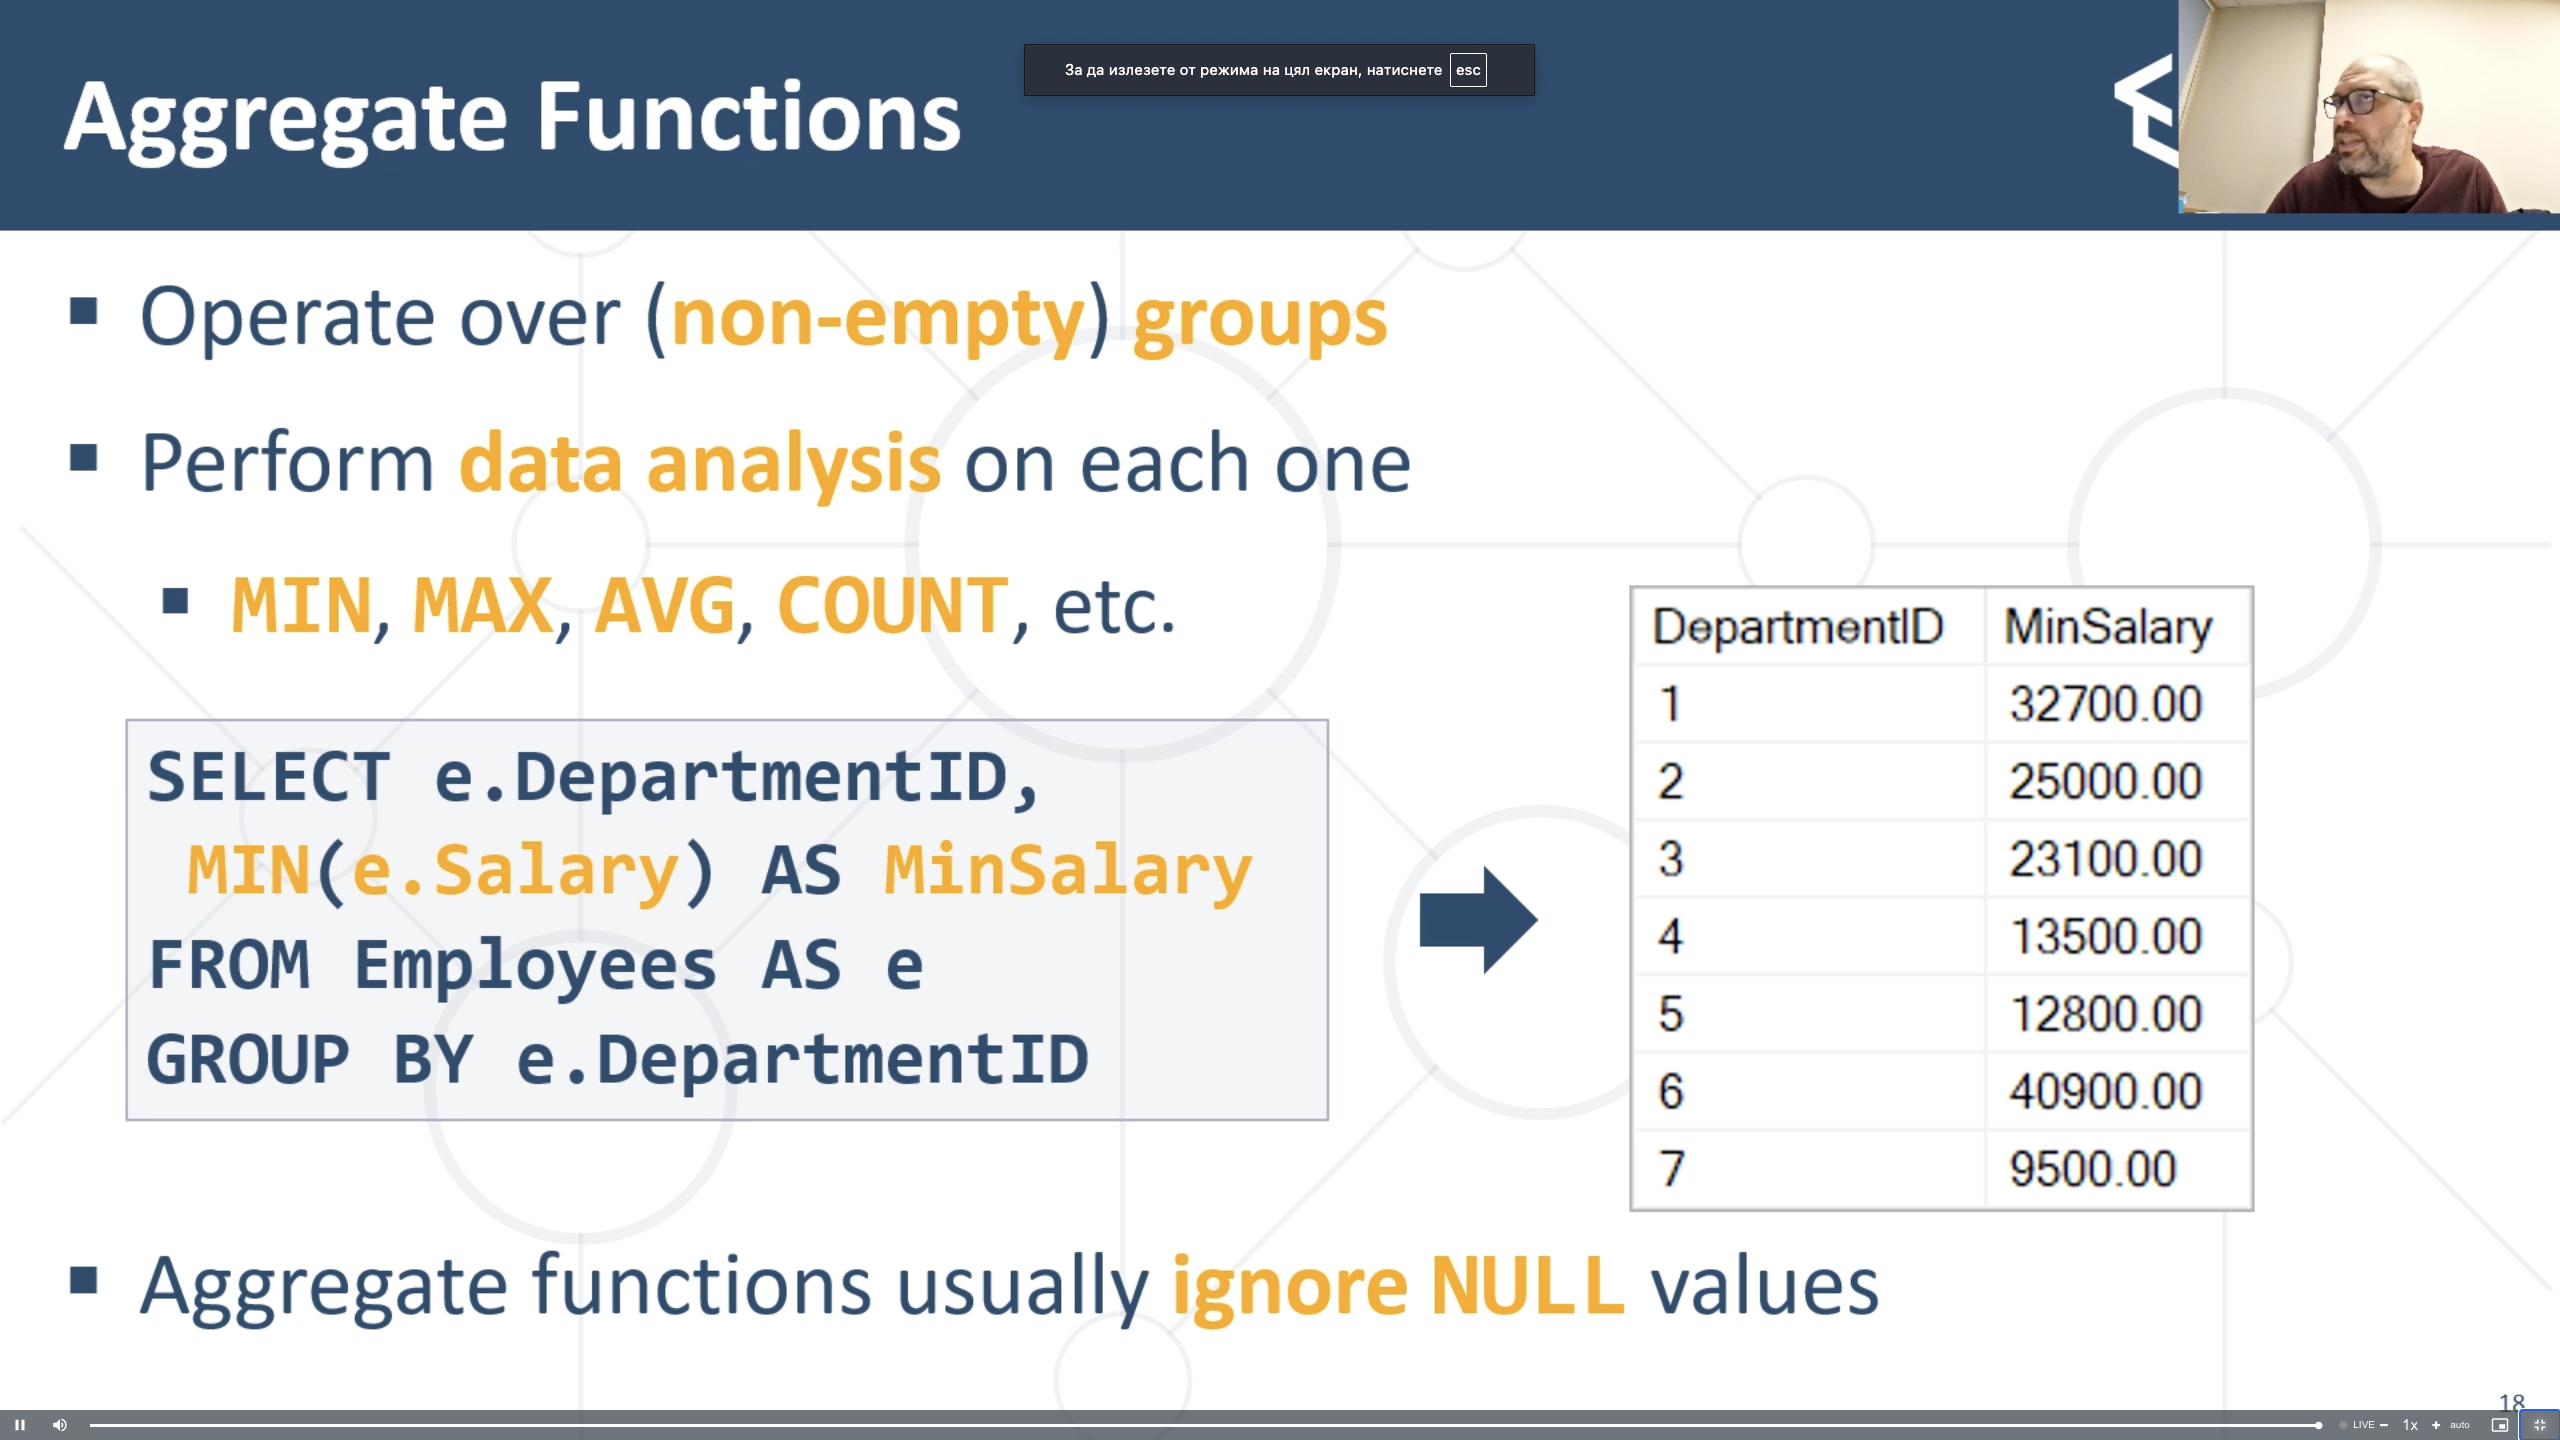 За да излезете от режима на цял екран, натиснете esc
Aggregate Functions
▪ Operate over (non-empty) groups
▪ Perform data analysis on each one
▪ MIN, MAX, AVG, COUNT, etc.
SELECT e.DepartmentID,
MIN(e.Salary) AS MinSalary
FROM Employees AS e
GROUP BY e.DepartmentID
DepartmentID MinSalary
1 32700.00
2 25000.00
3 23100.00
4 13500.00
5 12800.00
6 40900.00
7 9500.00
▪ Aggregate functions usually ignore NULL values
18
LIVE − 1x + auto